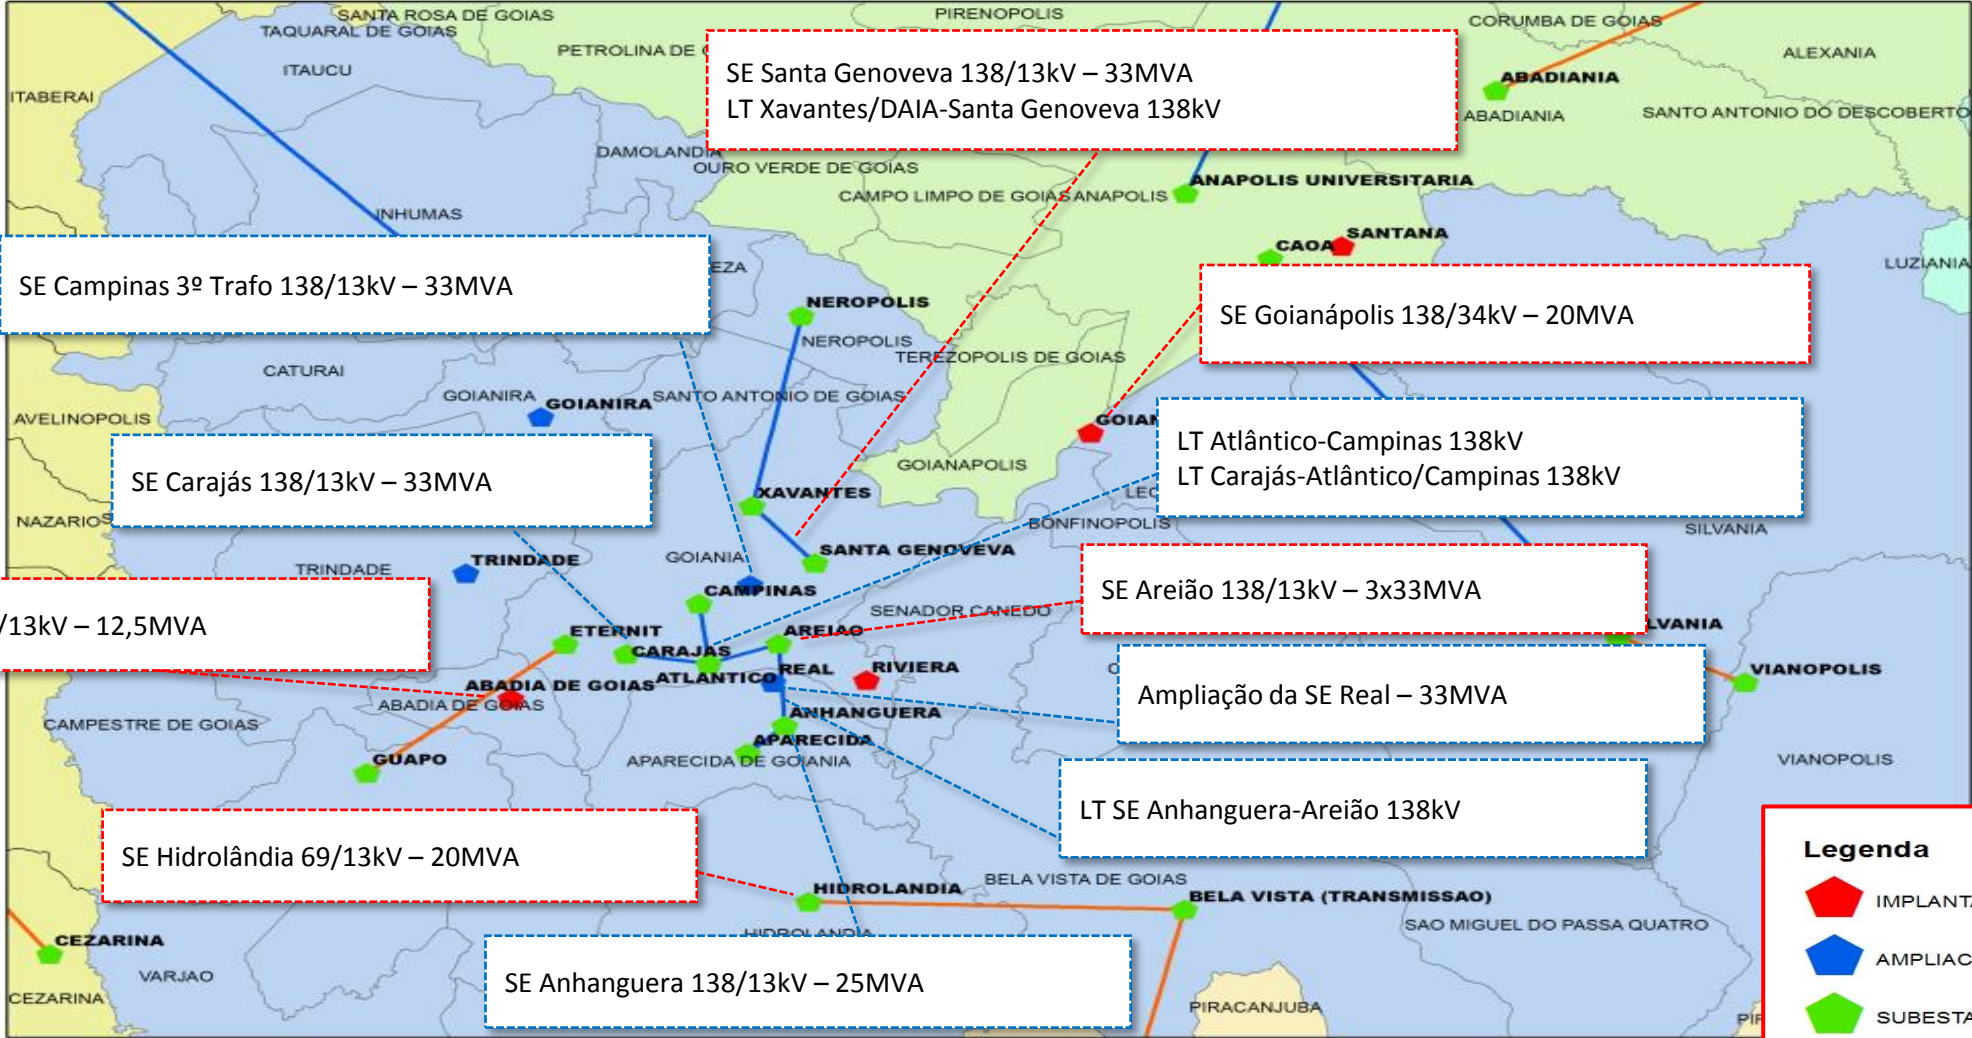 SANTA ROSA DE GOIAS
PIRENOPOLIS
CORUMBA DE GOIAS
TAQUARAL DE GOIAS
PETROLINA DE
ALEXANIA
ITAUCU
SE Santa Genoveva 138/13kV – 33MVA
LT Xavantes/DAIA-Santa Genoveva 138kV
ABADIANIA
ITABERAI
ABADIANIA
SANTO ANTONIO DO DESCOBERTO
DAMOLANDIA
OURO VERDE DE GOIAS
ANAPOLIS UNIVERSITARIA
CAMPO LIMPO DE GOIAS
ANAPOLIS
INHUMAS
CAOA
SANTANA
LUZIANIA
EZA
SE Campinas 3º Trafo 138/13kV – 33MVA
NEROPOLIS
SE Goianápolis 138/34kV – 20MVA
NEROPOLIS
TEREZOPOLIS DE GOIAS
CATURAI
GOIANIRA
GOIANIRA
SANTO ANTONIO DE GOIAS
AVELINOPOLIS
GOIAN
LT Atlântico-Campinas 138kV
LT Carajás-Atlântico/Campinas 138kV
GOIANAPOLIS
SE Carajás 138/13kV – 33MVA
XAVANTES
LEO
NAZARIO
BONFINOPOLIS
SILVANIA
SANTA GENOVEVA
GOIANIA
TRINDADE
TRINDADE
CAMPINAS
SE Areião 138/13kV – 3x33MVA
SENADOR CANEDO
/13kV – 12,5MVA
ETERNIT
AREIAO
LVANIA
CARAJAS
ATLANTICO
REAL
RIVIERA
VIANOPOLIS
ABADIA DE GOIAS
ABADIA DE GOIAS
Ampliação da SE Real – 33MVA
CAMPESTRE DE GOIAS
ANHANGUERA
APARECIDA
GUAPO
APARECIDA DE GOIANIA
VIANOPOLIS
LT SE Anhanguera-Areião 138kV
SE Hidrolândia 69/13kV – 20MVA
Legenda
HIDROLANDIA
BELA VISTA DE GOIAS
BELA VISTA (TRANSMISSAO)
IMPLANTA
SAO MIGUEL DO PASSA QUATRO
HIDROLANDIA
CEZARINA
AMPLIAC
VARJAO
SE Anhanguera 138/13kV – 25MVA
CEZARINA
PIRACANJUBA
PIR
SUBESTA